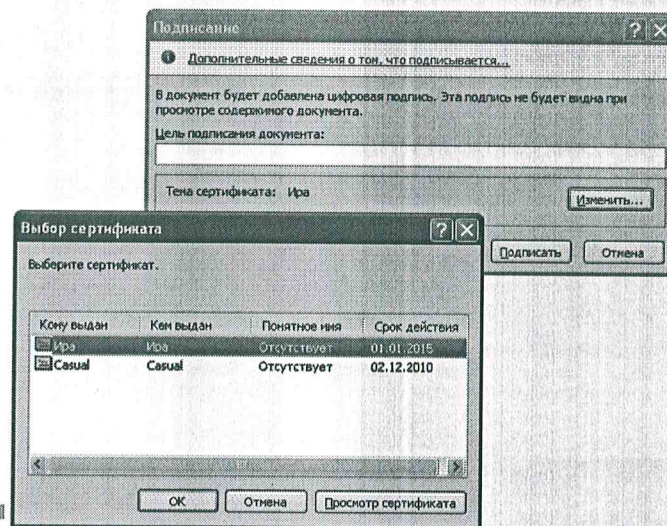 Подписание
Дополнительные сведения о том, что подписывается...
В документ будет добавлена цифровая подпись. Эта подпись не будет видна при
просмотре содержимого документа.
Цель подписания документа:
Тема сертификата: Ира
Изменить...
Подписать Отмена
Выбор сертификата
Выберите сертификат.
Кому выдан Кем выдан Понятное имя Срок действия
Ира Ира Отсутствует 01.01.2015
Casual Casual Отсутствует 02.12.2010
OK Отмена Просмотр сертификата